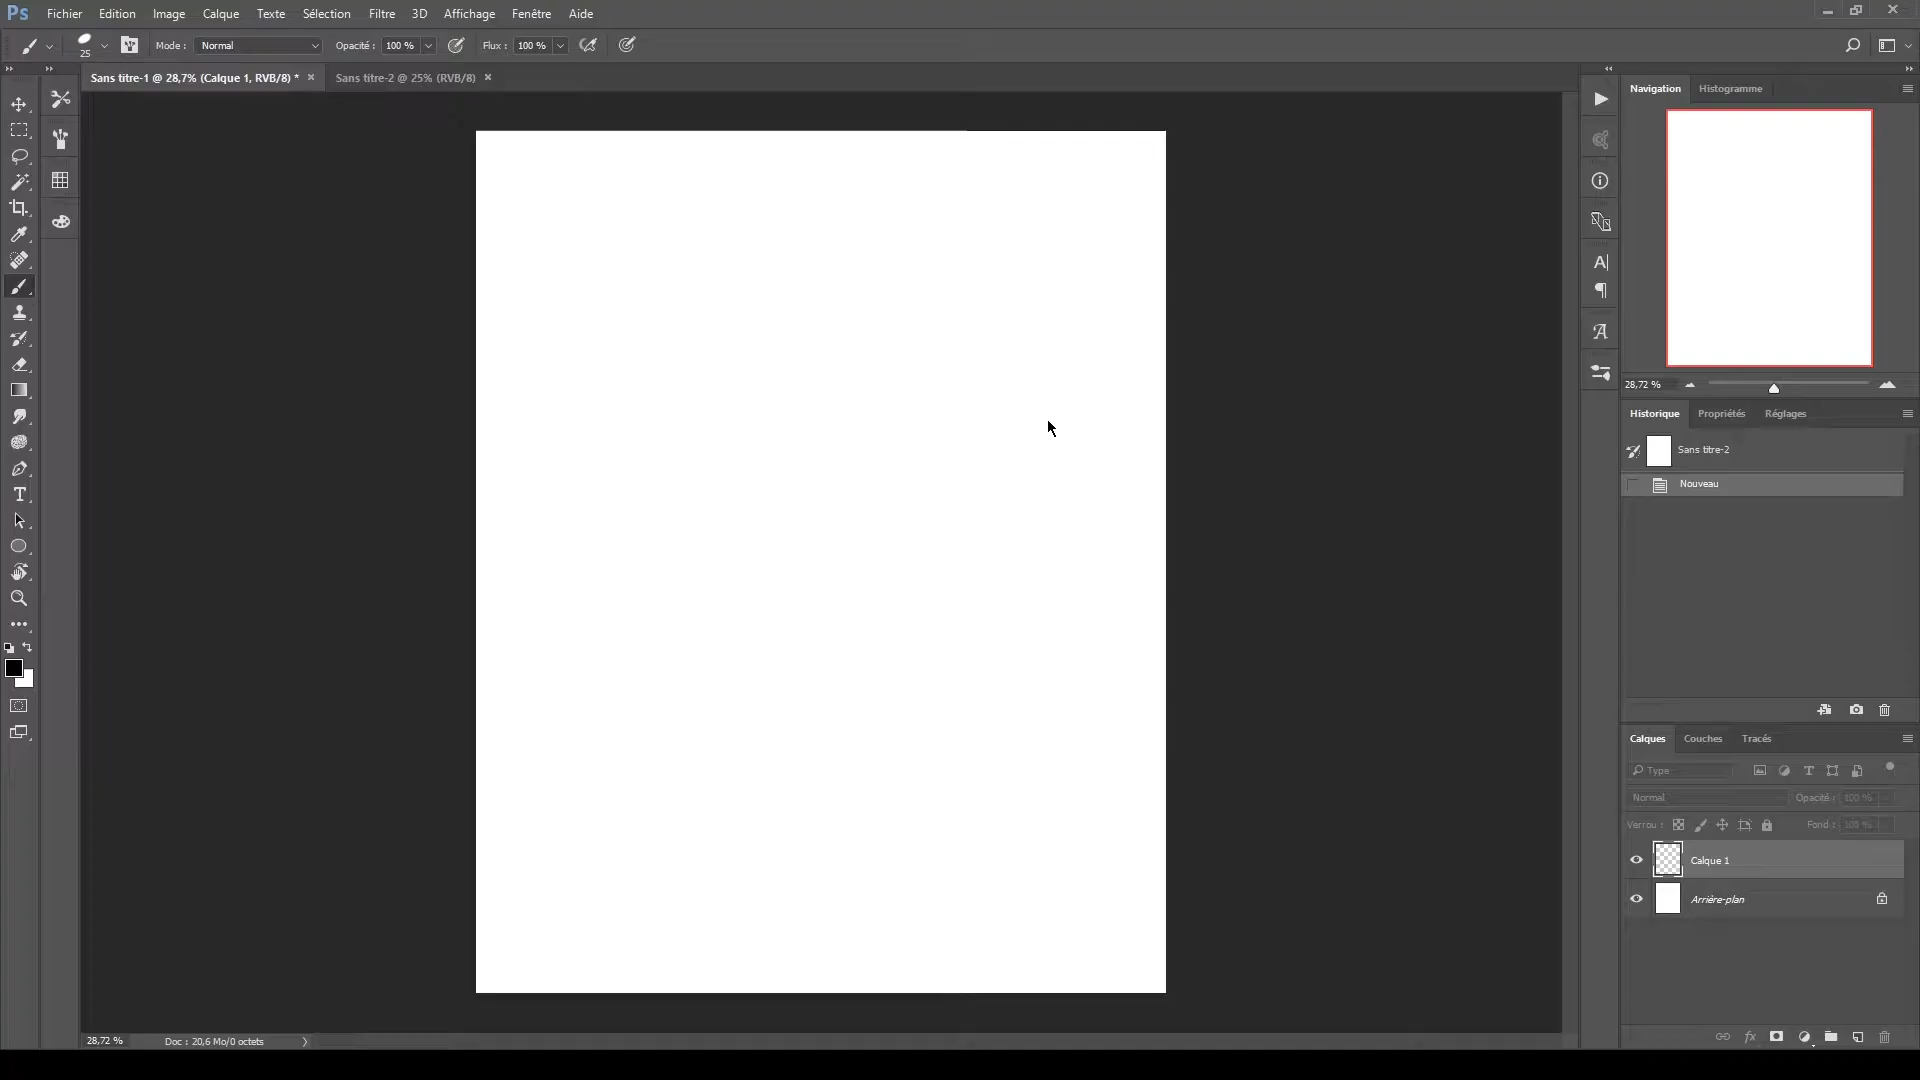 Ps Fichier Edition Image Calque Texte Sélection Filtre 3D Affichage Fenêtre Aide
25 Mode : Normal Opacité : 100 % Flux : 100 %
Sans titre-1 @ 28,7% (Calque 1, RVB/8) * Sans titre-2 @ 25% (RVB/8)
Navigation Histogramme
28,72 %
Historique Propriétés Réglages
Sans titre-2
Nouveau
Calques Couches Tracés
Type
Normal Opacité : 100 %
Verrou : Fond : 100 %
Calque 1
Arrière-plan
28,72 % Doc : 20,6 Mo/0 octets